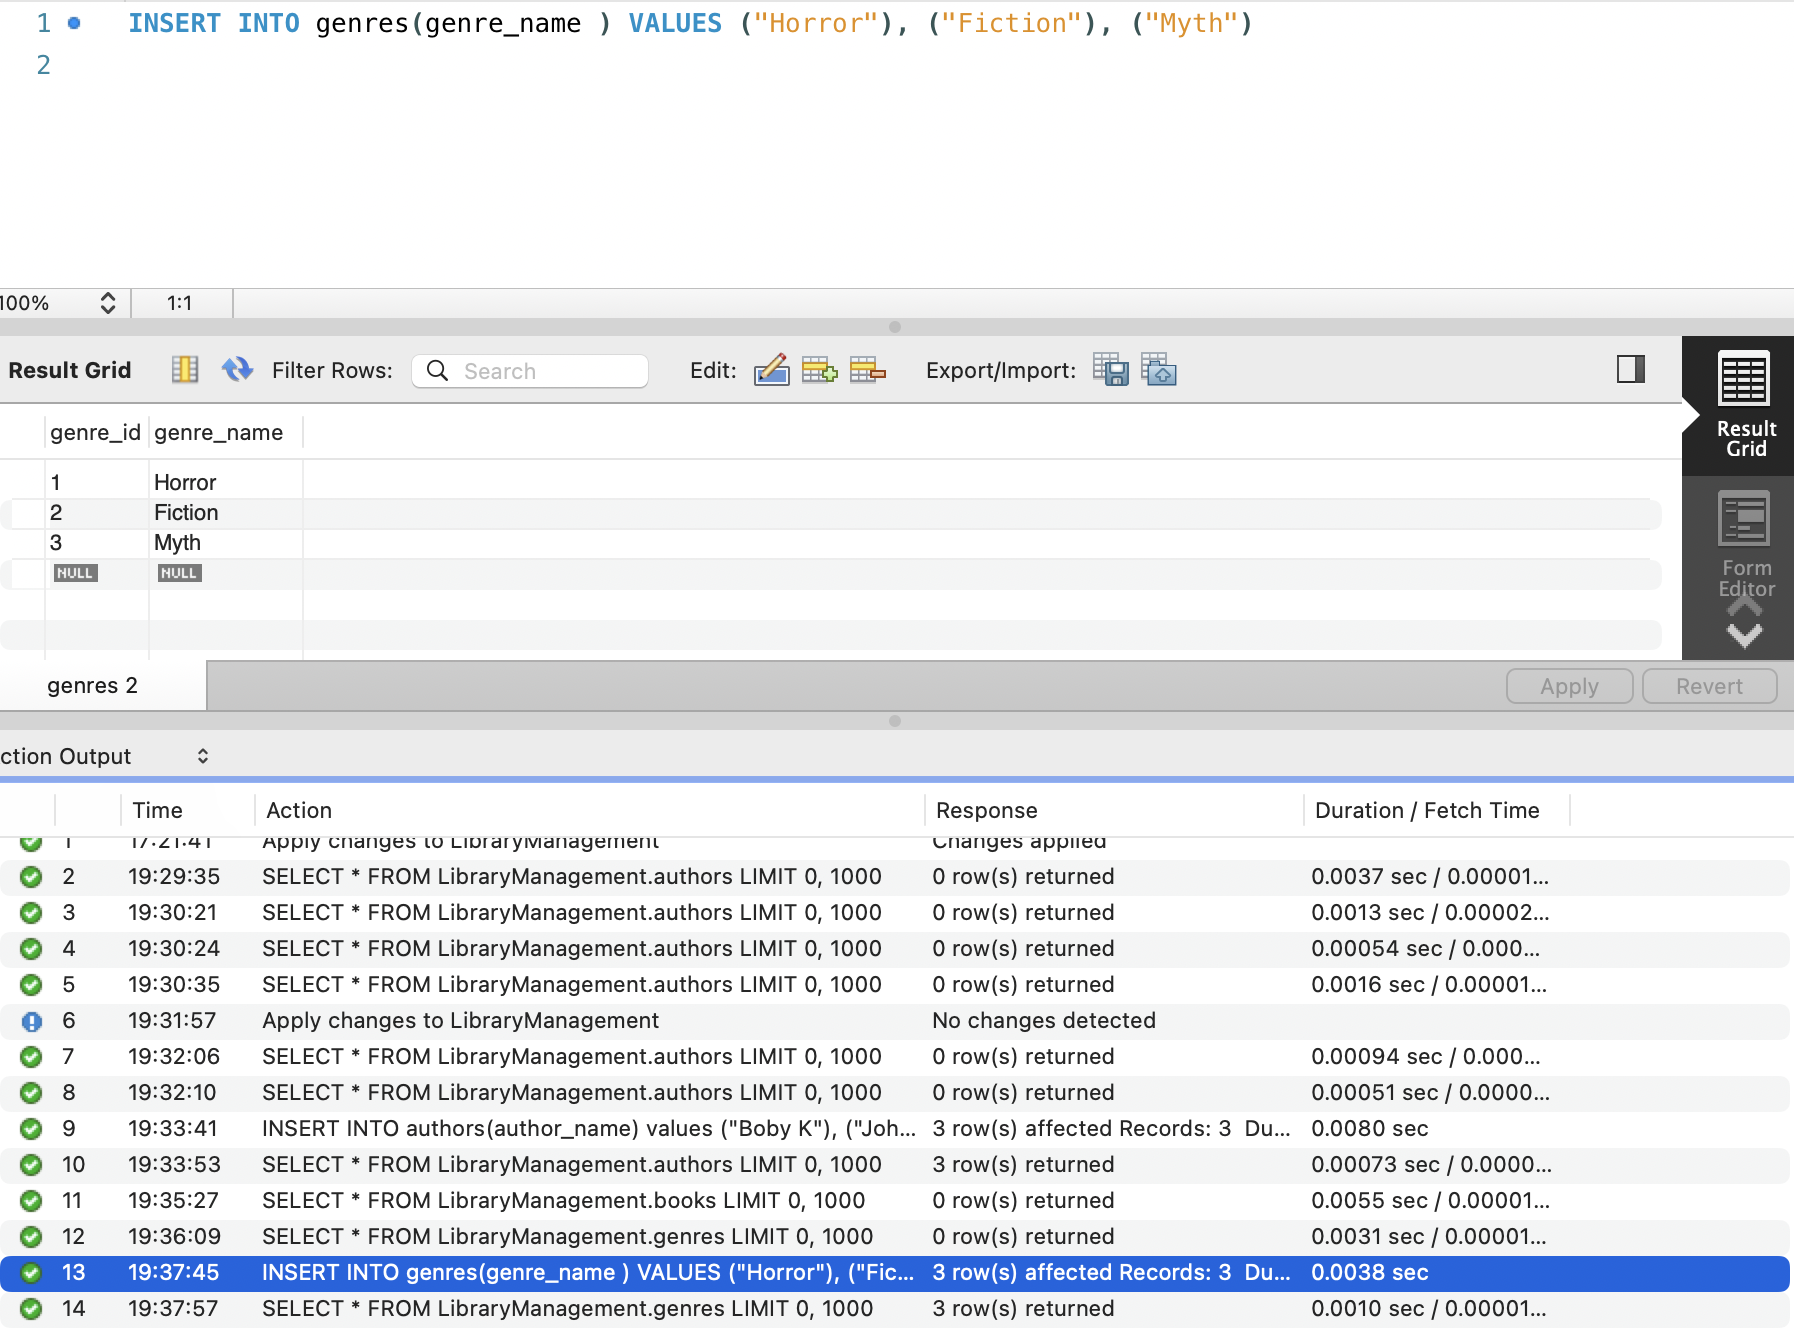 1 INSERT INTO genres(genre_name ) VALUES ("Horror"), ("Fiction"), ("Myth")
2
100% 1:1
Result Grid Filter Rows: Search Edit: Export/Import:
Result
Grid
genre_id genre_name
1 Horror
2 Fiction
3 Myth
NULL NULL
Form
Editor
genres 2 Apply Revert
ction Output
Time Action Response Duration / Fetch Time
1 17:21:41 Apply changes to LibraryManagement Changes applied
2 19:29:35 SELECT * FROM LibraryManagement.authors LIMIT 0, 1000 0 row(s) returned 0.0037 sec / 0.00001...
3 19:30:21 SELECT * FROM LibraryManagement.authors LIMIT 0, 1000 0 row(s) returned 0.0013 sec / 0.00002...
4 19:30:24 SELECT * FROM LibraryManagement.authors LIMIT 0, 1000 0 row(s) returned 0.00054 sec / 0.000...
5 19:30:35 SELECT * FROM LibraryManagement.authors LIMIT 0, 1000 0 row(s) returned 0.0016 sec / 0.00001...
6 19:31:57 Apply changes to LibraryManagement No changes detected
7 19:32:06 SELECT * FROM LibraryManagement.authors LIMIT 0, 1000 0 row(s) returned 0.00094 sec / 0.000...
8 19:32:10 SELECT * FROM LibraryManagement.authors LIMIT 0, 1000 0 row(s) returned 0.00051 sec / 0.0000...
9 19:33:41 INSERT INTO authors(author_name) values ("Boby K"), ("Joh... 3 row(s) affected Records: 3 Du... 0.0080 sec
10 19:33:53 SELECT * FROM LibraryManagement.authors LIMIT 0, 1000 3 row(s) returned 0.00073 sec / 0.0000...
11 19:35:27 SELECT * FROM LibraryManagement.books LIMIT 0, 1000 0 row(s) returned 0.0055 sec / 0.00001...
12 19:36:09 SELECT * FROM LibraryManagement.genres LIMIT 0, 1000 0 row(s) returned 0.0031 sec / 0.00001...
13 19:37:45 INSERT INTO genres(genre_name ) VALUES ("Horror"), ("Fic... 3 row(s) affected Records: 3 Du... 0.0038 sec
14 19:37:57 SELECT * FROM LibraryManagement.genres LIMIT 0, 1000 3 row(s) returned 0.0010 sec / 0.00001...